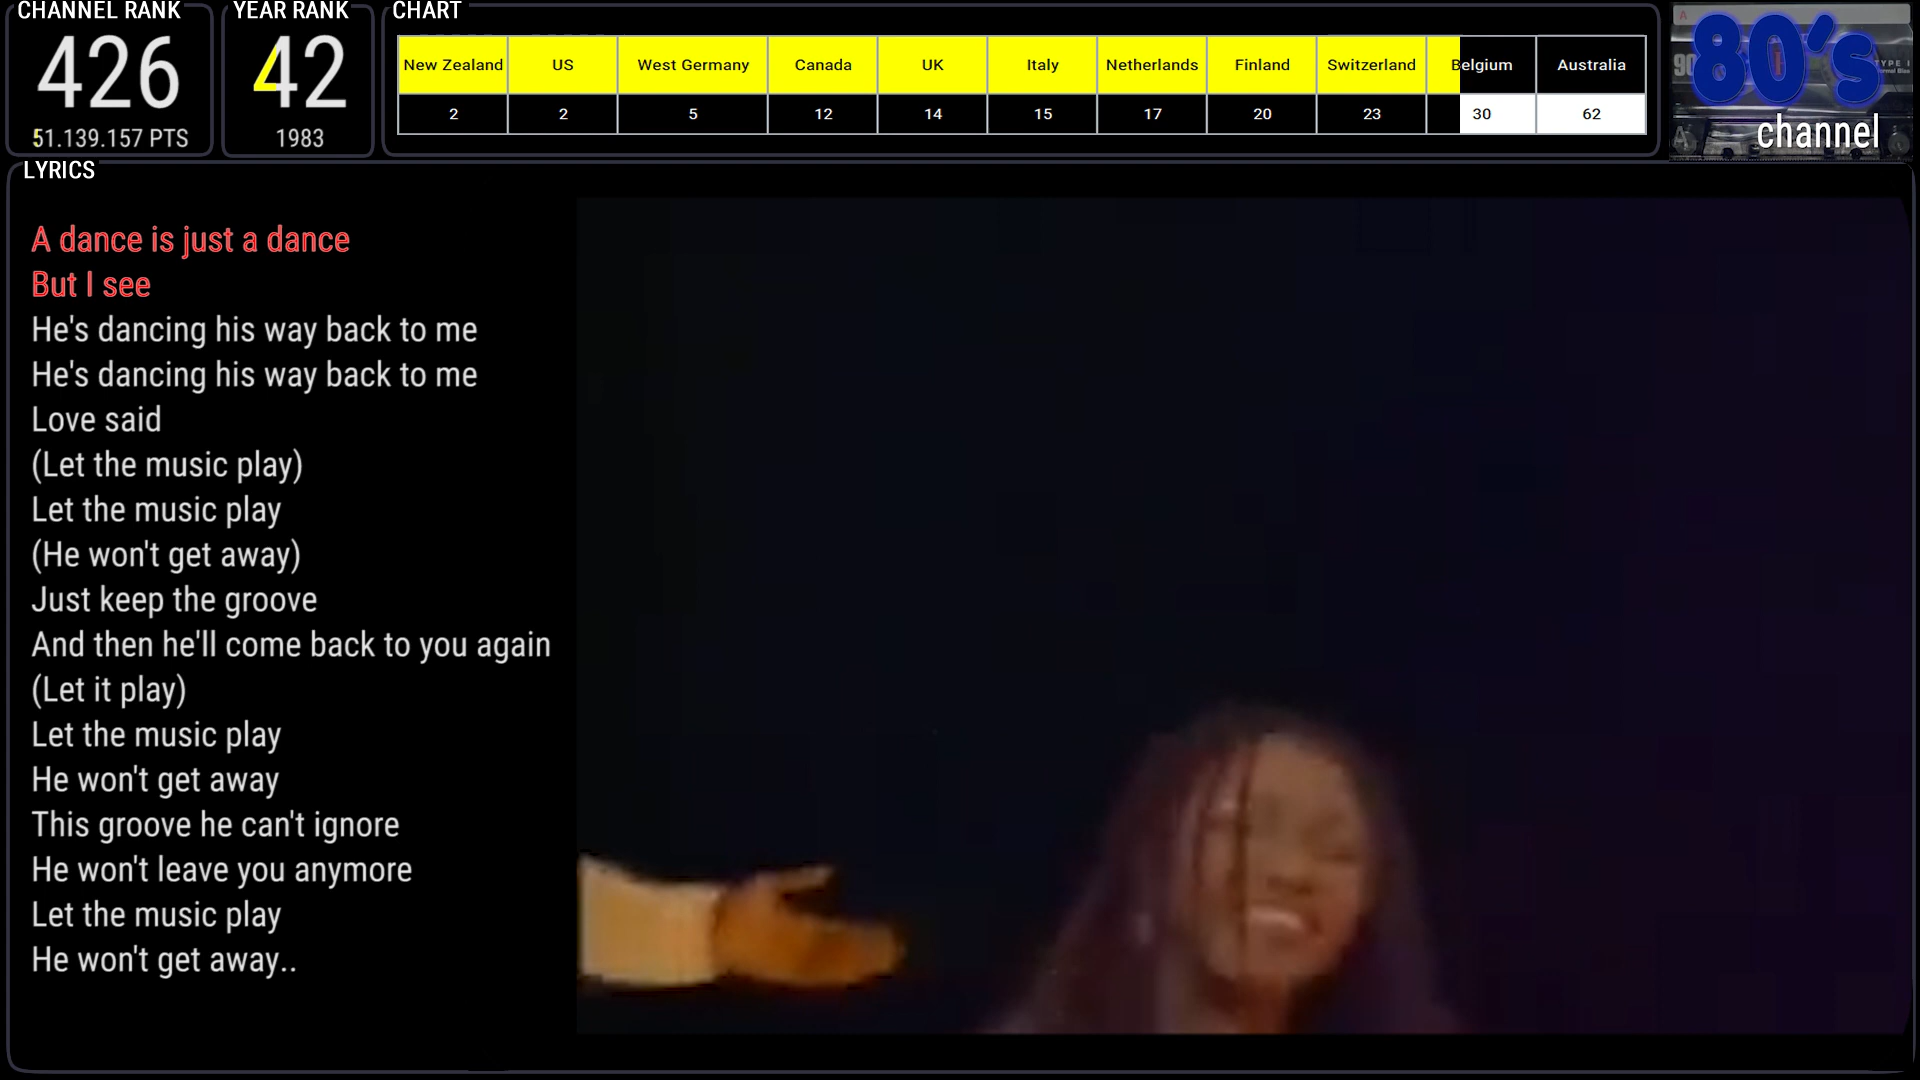 CHANNEL RANK
426
51.139.157 PTS
YEAR RANK
42
1983
CHART
New Zealand US West Germany Canada UK Italy Netherlands Finland Switzerland Belgium Australia
2 2 5 12 14 15 17 20 23 30 62
80's
channel
LYRICS
A dance is just a dance
But I see
He's dancing his way back to me
He's dancing his way back to me
Love said
(Let the music play)
Let the music play
(He won't get away)
Just keep the groove
And then he'll come back to you again
(Let it play)
Let the music play
He won't get away
This groove he can't ignore
He won't leave you anymore
Let the music play
He won't get away..